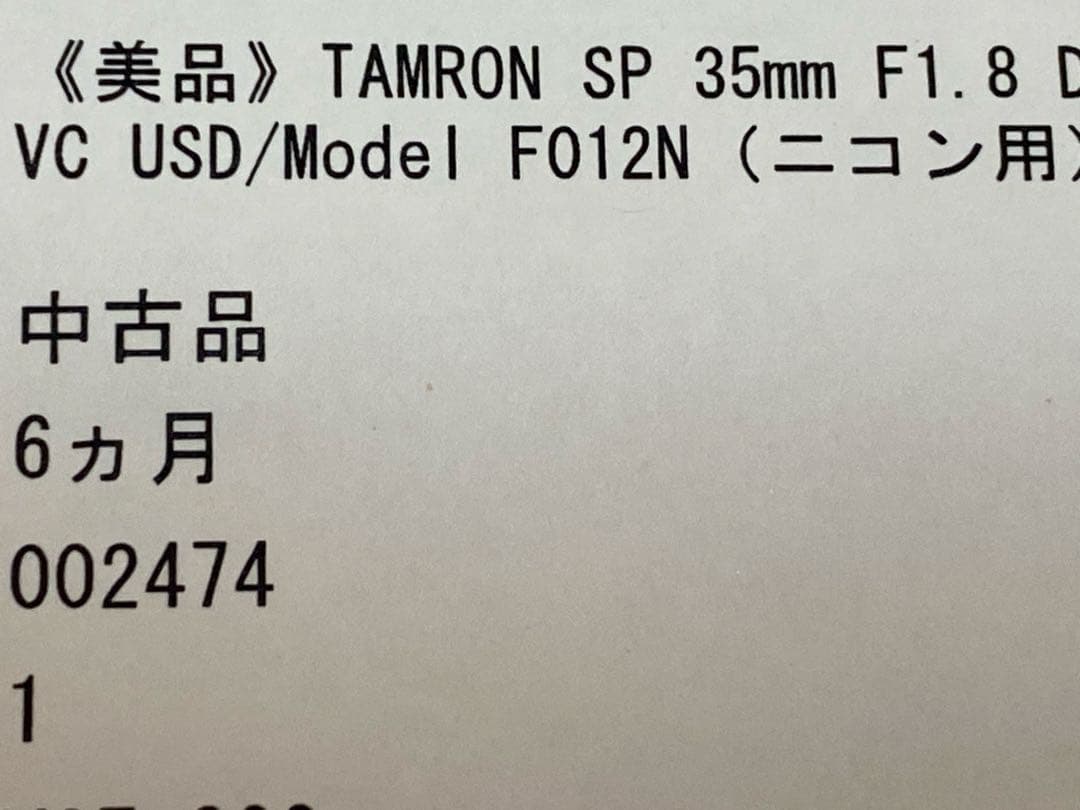 《美品》TAMRON SP 35mm F1.8 D
VC USD/Model F012N (ニコン用)
中古品
6ヵ月
002474
1